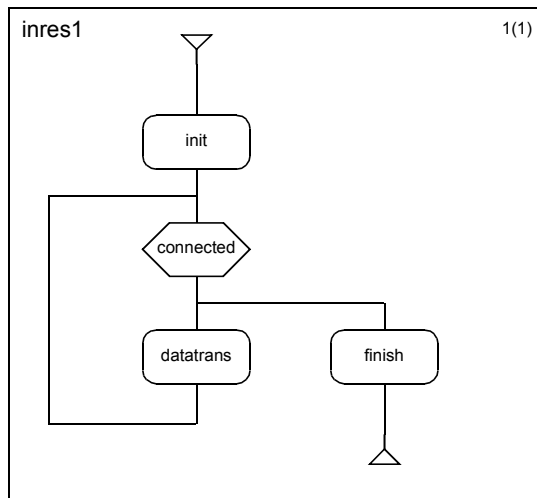 inres1
1(1)
init
connected
datatrans
finish